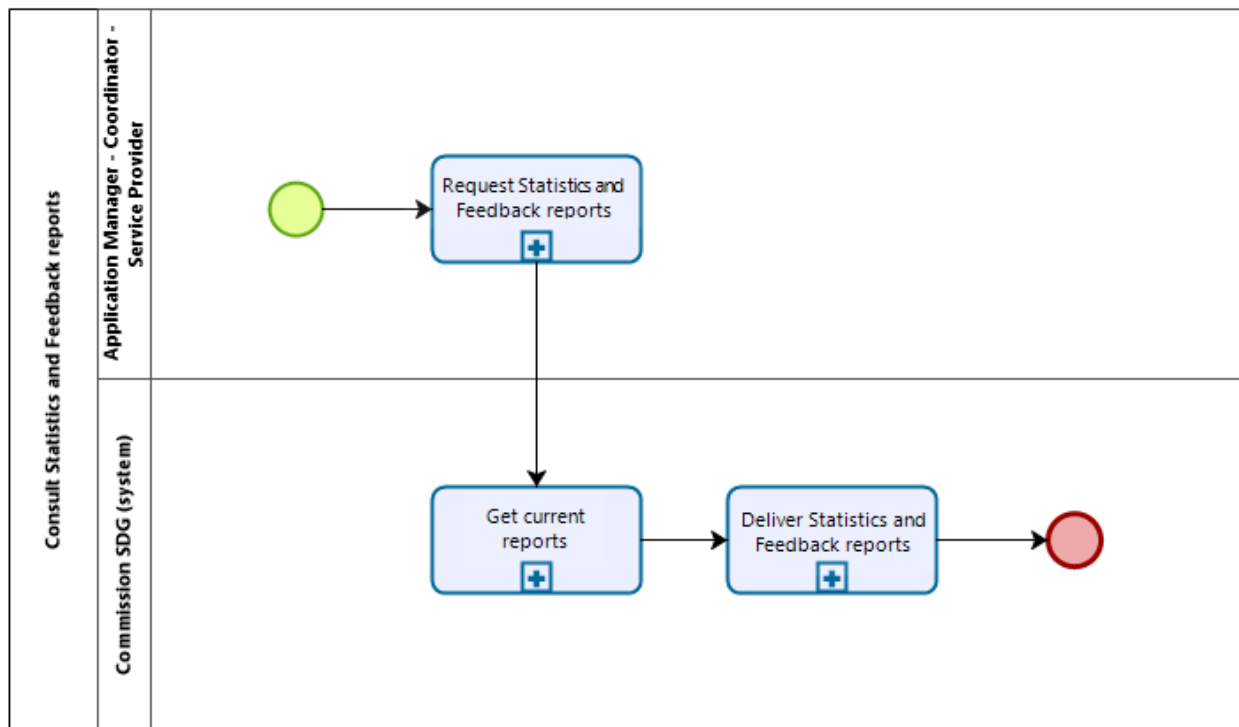 Consult Statistics and Feedback reports
Application Manager - Coordinator -
Service Provider
Request Statistics and
Feedback reports
Commission SDG (system)
Get current
reports
Deliver Statistics and
Feedback reports